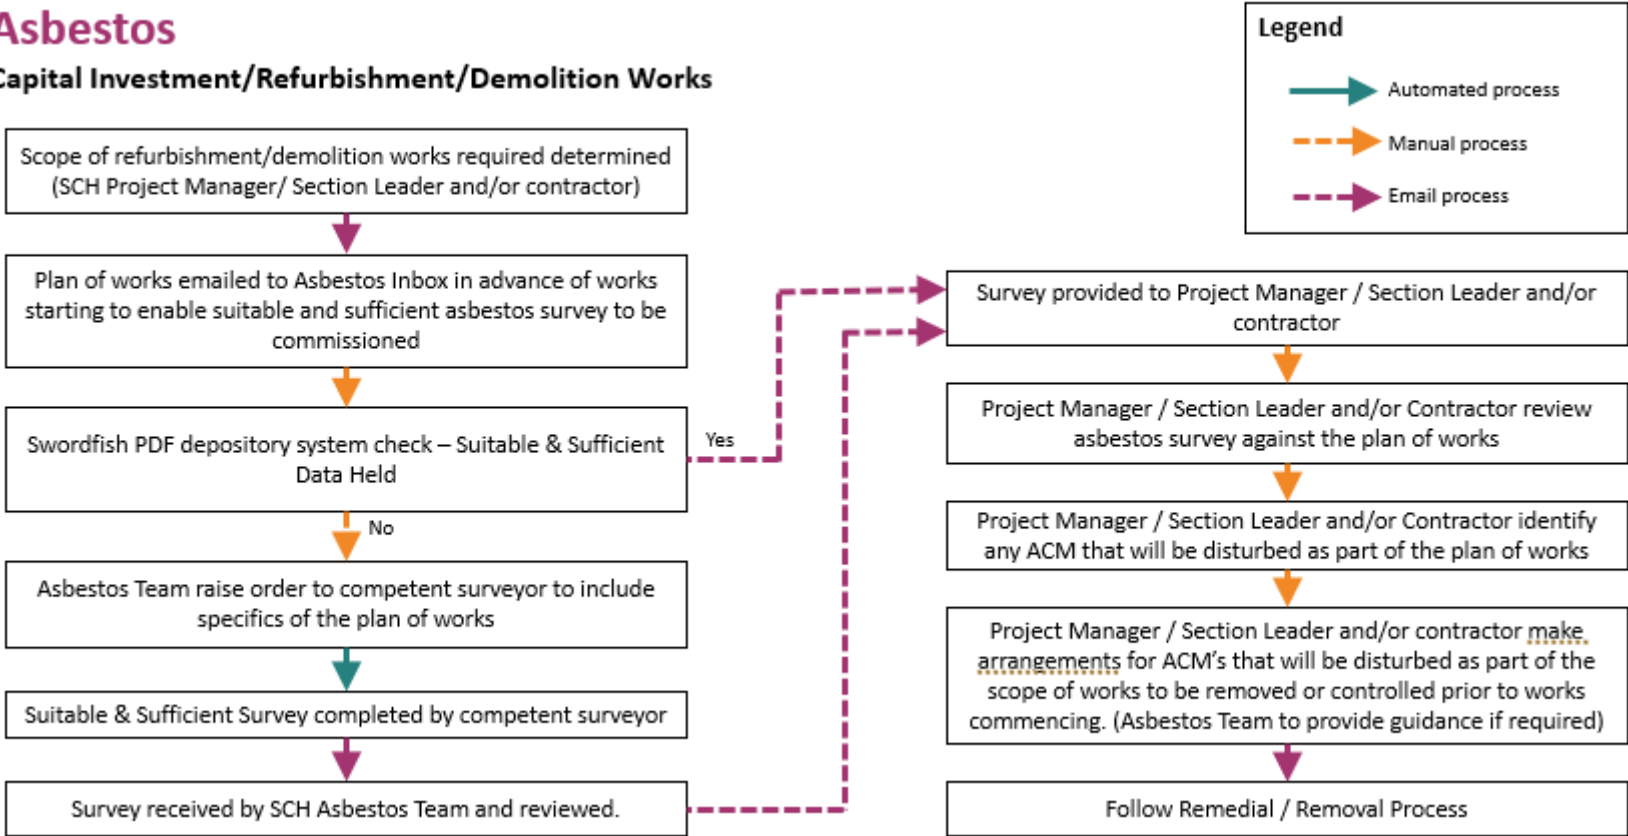 Asbestos
Capital Investment/Refurbishment/Demolition Works
Scope of refurbishment/demolition works required determined
(SCH Project Manager/ Section Leader and/or contractor)
Plan of works emailed to Asbestos Inbox in advance of works
starting to enable suitable and sufficient asbestos survey to be
commissioned
Swordfish PDF depository system check – Suitable & Sufficient
Data Held
Yes
No
Asbestos Team raise order to competent surveyor to include
specifics of the plan of works
Suitable & Sufficient Survey completed by competent surveyor
Survey received by SCH Asbestos Team and reviewed.
Legend
Automated process
Manual process
Email process
Survey provided to Project Manager / Section Leader and/or
contractor
Project Manager / Section Leader and/or Contractor review
asbestos survey against the plan of works
Project Manager / Section Leader and/or Contractor identify
any ACM that will be disturbed as part of the plan of works
Project Manager / Section Leader and/or contractor make
arrangements for ACM's that will be disturbed as part of the
scope of works to be removed or controlled prior to works
commencing. (Asbestos Team to provide guidance if required)
Follow Remedial / Removal Process